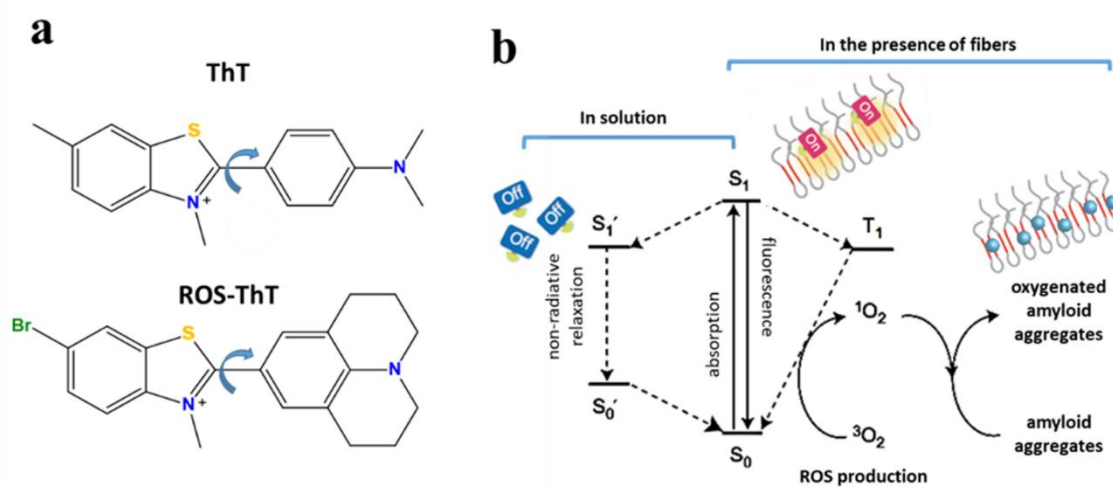 a
ThT
S
N+
N
ROS-ThT
Br
S
N+
N
b
In the presence of fibers
In solution
On
On
Off
Off
Off
S1
S1′
T1
non-radiative
relaxation
absorption
fluorescence
1O2
oxygenated
amyloid
aggregates
S0′
S0
3O2
amyloid
aggregates
ROS production